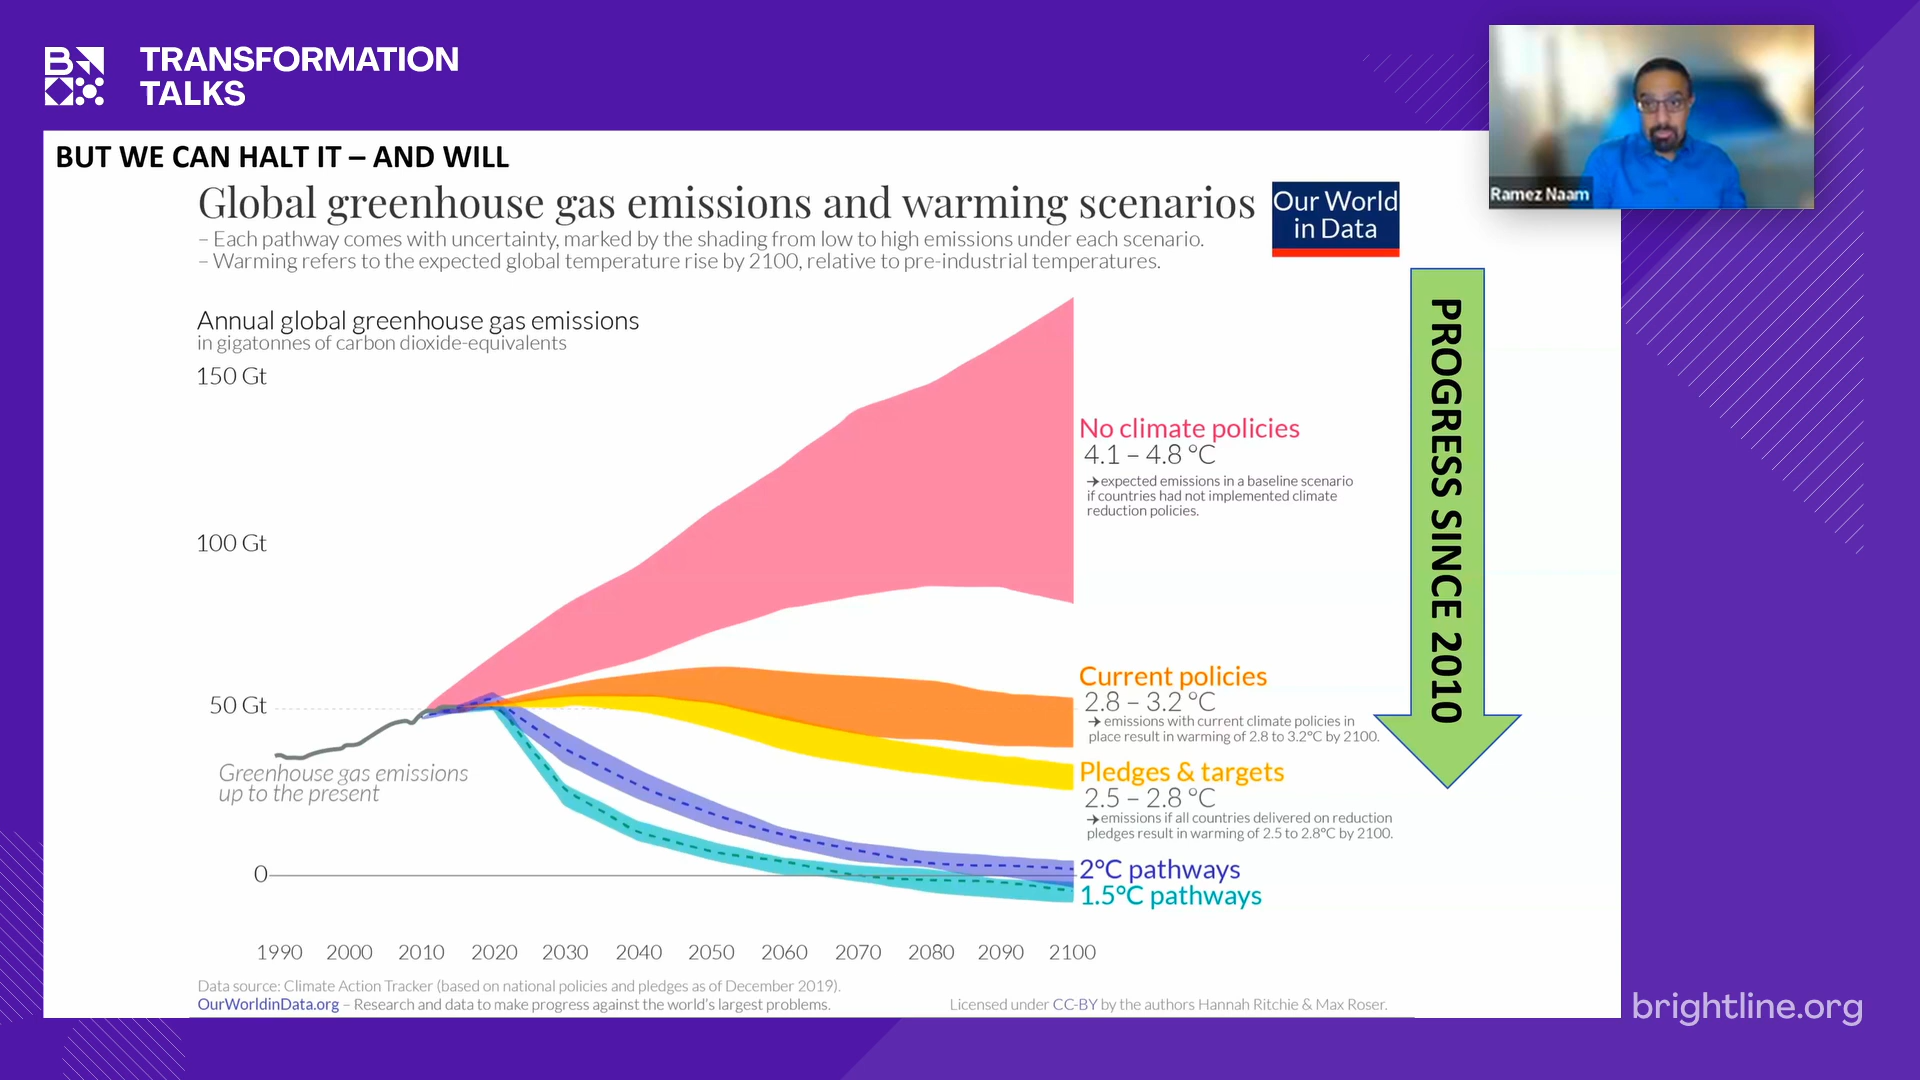 TRANSFORMATION
TALKS
Ramez Naam
BUT WE CAN HALT IT – AND WILL
Global greenhouse gas emissions and warming scenarios
– Each pathway comes with uncertainty, marked by the shading from low to high emissions under each scenario.
– Warming refers to the expected global temperature rise by 2100, relative to pre-industrial temperatures.
Our World
in Data
Annual global greenhouse gas emissions
in gigatonnes of carbon dioxide-equivalents
150 Gt
100 Gt
50 Gt
0
Greenhouse gas emissions
up to the present
No climate policies
4.1 – 4.8 °C
→ expected emissions in a baseline scenario
if countries had not implemented climate
reduction policies.
Current policies
2.8 – 3.2 °C
→ emissions with current climate policies in
place result in warming of 2.8 to 3.2°C by 2100.
Pledges & targets
2.5 – 2.8 °C
→ emissions if all countries delivered on reduction
pledges result in warming of 2.5 to 2.8°C by 2100.
2°C pathways
1.5°C pathways
PROGRESS SINCE 2010
1990 2000 2010 2020 2030 2040 2050 2060 2070 2080 2090 2100
Data source: Climate Action Tracker (based on national policies and pledges as of December 2019).
OurWorldinData.org – Research and data to make progress against the world's largest problems.
Licensed under CC-BY by the authors Hannah Ritchie & Max Roser.
brightline.org